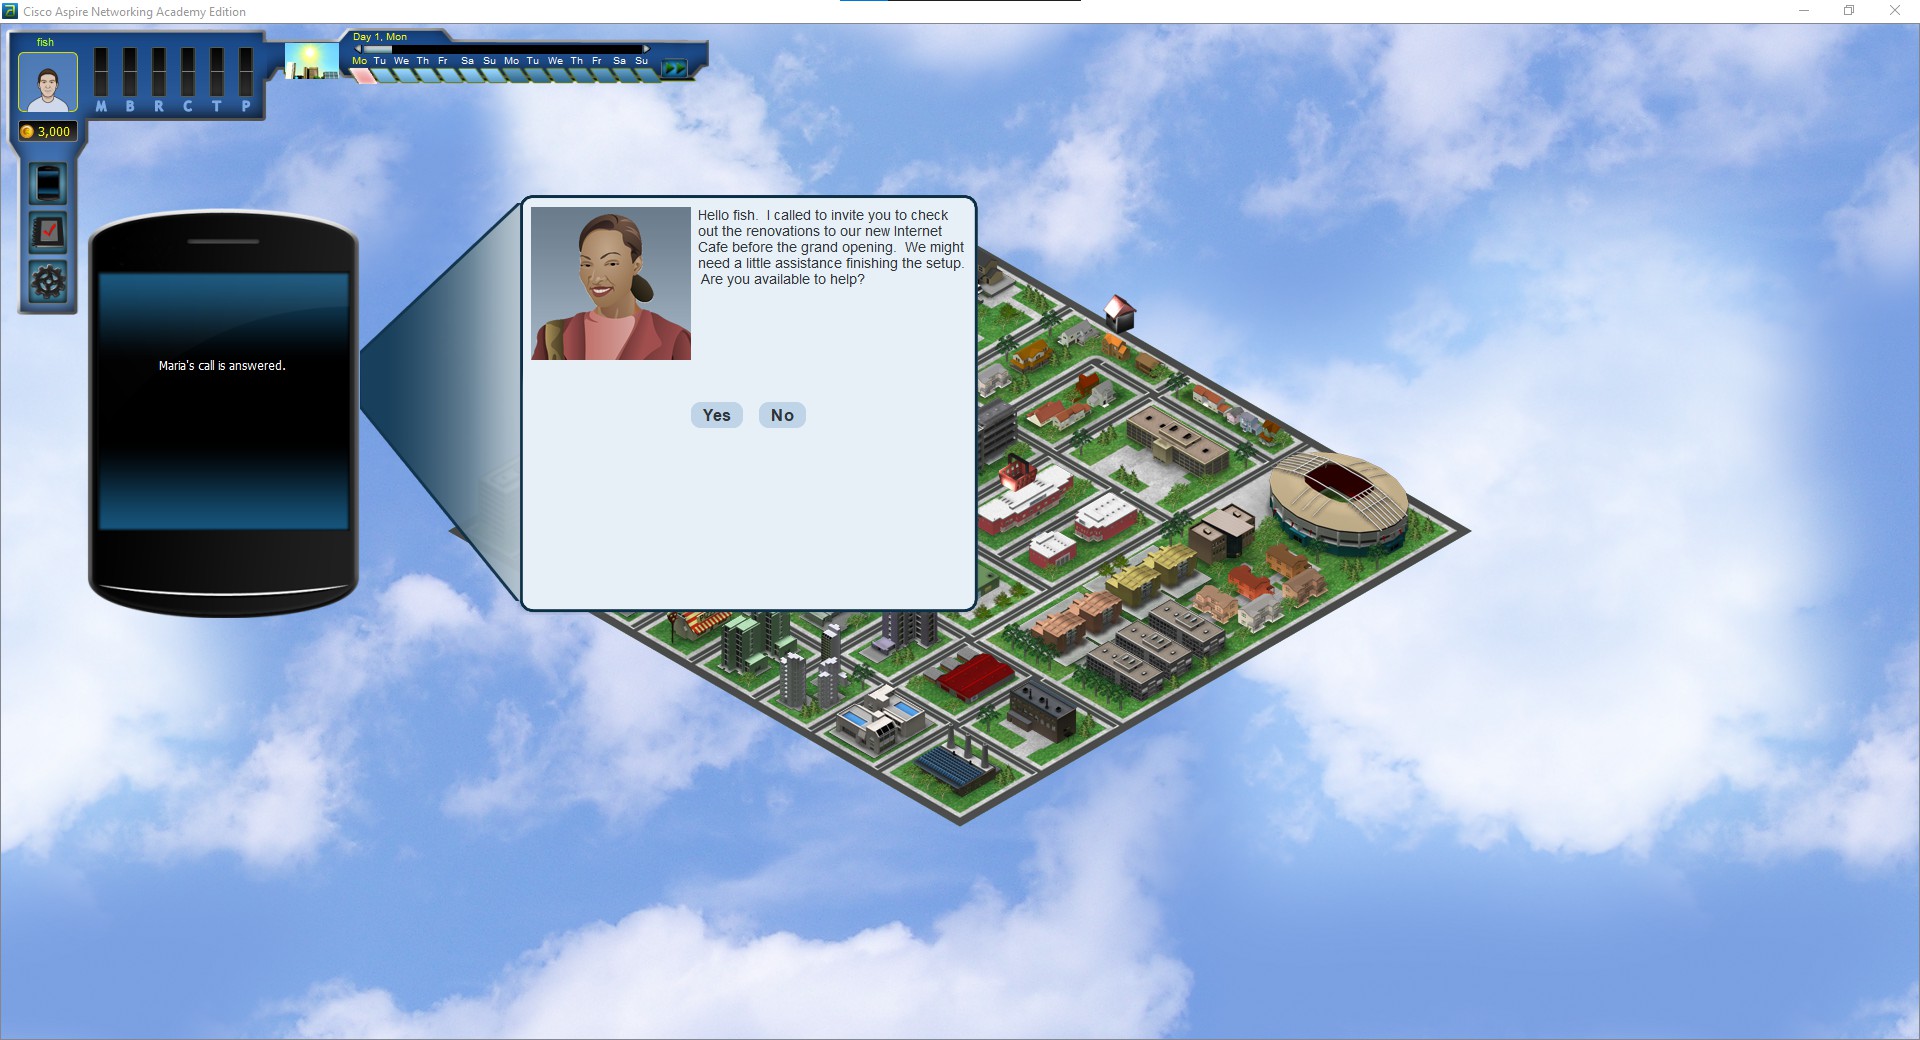 Cisco Aspire Networking Academy Edition
fish
Day 1, Mon
Mo Tu We Th Fr Sa Su Mo Tu We Th Fr Sa Su
M B R C T P
3,000
Hello fish. I called to invite you to check
out the renovations to our new Internet
Cafe before the grand opening. We might
need a little assistance finishing the setup.
Are you available to help?
Maria's call is answered.
Yes No